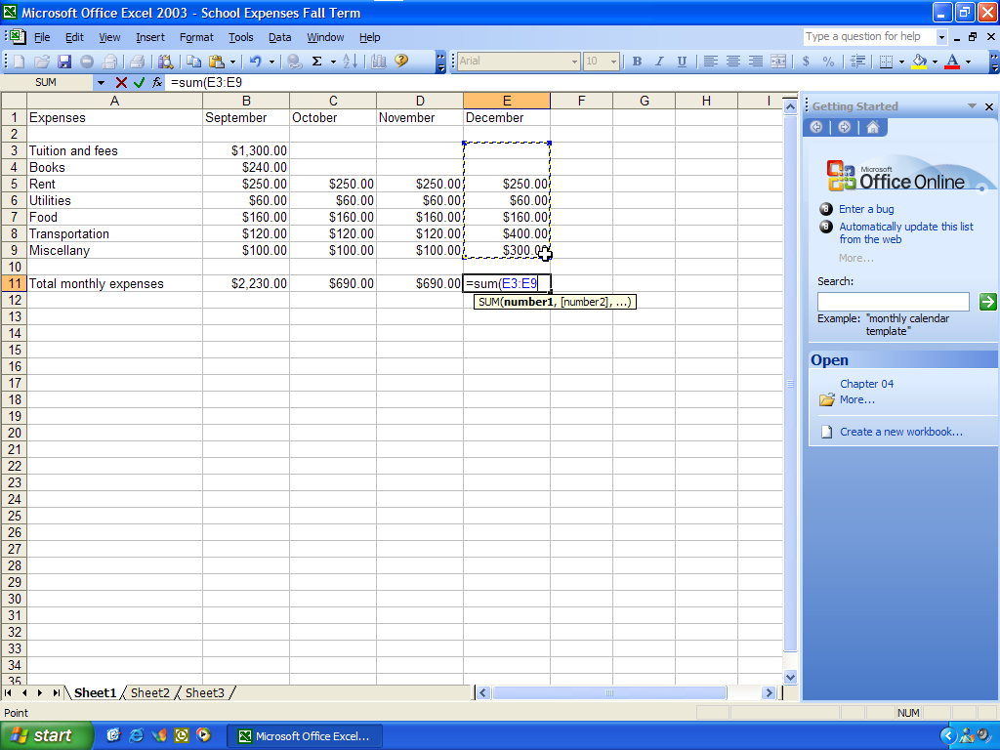 Microsoft Office Excel 2003 - School Expenses Fall Term
File Edit View Insert Format Tools Data Window Help Type a question for help
Arial 10 B I U $ %
SUM fx =sum(E3:E9
A B C D E F G H I
1 Expenses September October November December
2
3 Tuition and fees $1,300.00
4 Books $240.00
5 Rent $250.00 $250.00 $250.00 $250.00
6 Utilities $60.00 $60.00 $60.00 $60.00
7 Food $160.00 $160.00 $160.00 $160.00
8 Transportation $120.00 $120.00 $120.00 $400.00
9 Miscellany $100.00 $100.00 $100.00 $300.00
10
11 Total monthly expenses $2,230.00 $690.00 $690.00 =sum(E3:E9
12 SUM(number1, [number2], ...)
13
14
15
16
17
18
19
20
21
22
23
24
25
26
27
28
29
30
31
32
33
34
35
Getting Started
Microsoft
Office Online
Enter a bug
Automatically update this list
from the web
More...
Search:
Example: "monthly calendar
template"
Open
Chapter 04
More...
Create a new workbook...
Sheet1 Sheet2 Sheet3
Point NUM
start Microsoft Office Excel...